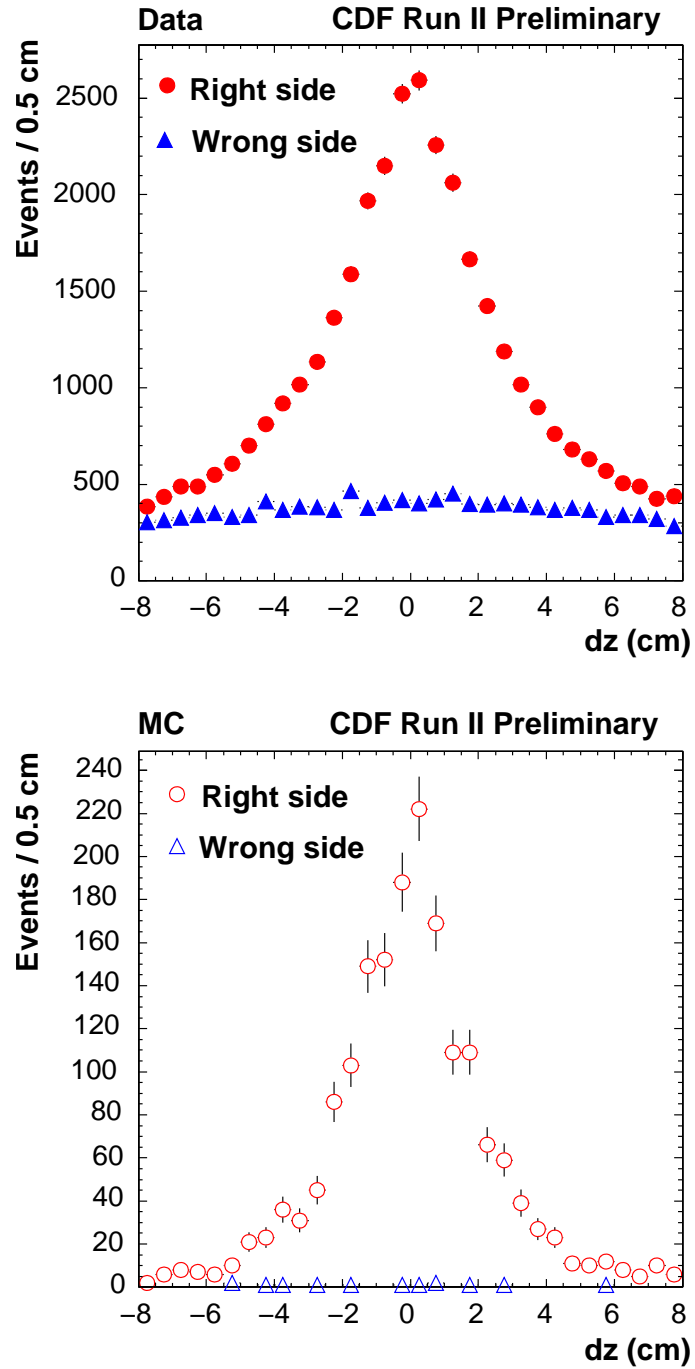 Data CDF Run II Preliminary
Events / 0.5 cm
2500
2000
1500
1000
500
0
Right side
Wrong side
−8 −6 −4 −2 0 2 4 6 8
dz (cm)
MC CDF Run II Preliminary
Events / 0.5 cm
240
220
200
180
160
140
120
100
80
60
40
20
0
Right side
Wrong side
−8 −6 −4 −2 0 2 4 6 8
dz (cm)